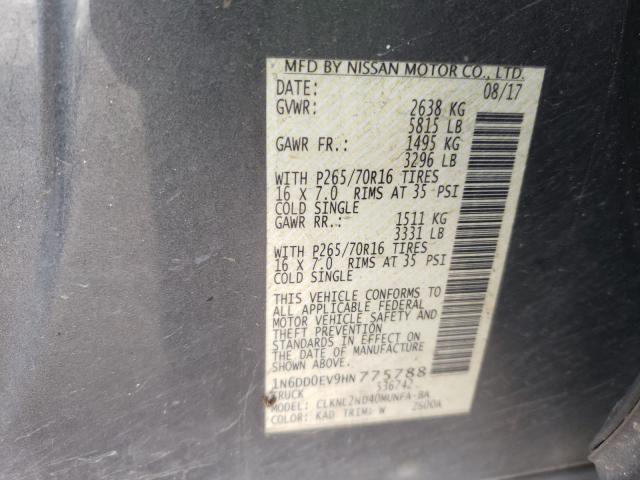 MFD BY NISSAN MOTOR CO., LTD.
DATE: 08/17
GVWR: 2638 KG
5815 LB
GAWR FR.: 1495 KG
3296 LB
WITH P265/70R16 TIRES
16 X 7.0 RIMS AT 35 PSI
COLD SINGLE
GAWR RR.: 1511 KG
3331 LB
WITH P265/70R16 TIRES
16 X 7.0 RIMS AT 35 PSI
COLD SINGLE
THIS VEHICLE CONFORMS TO
ALL APPLICABLE FEDERAL
MOTOR VEHICLE SAFETY AND
THEFT PREVENTION
STANDARDS IN EFFECT ON
THE DATE OF MANUFACTURE
SHOWN ABOVE.
1N6DD0EV9HN 775788
TRUCK 536742
MODEL: CLKNL2ND40MUNFA-BA
COLOR: KAD TRIM: W 2S00A